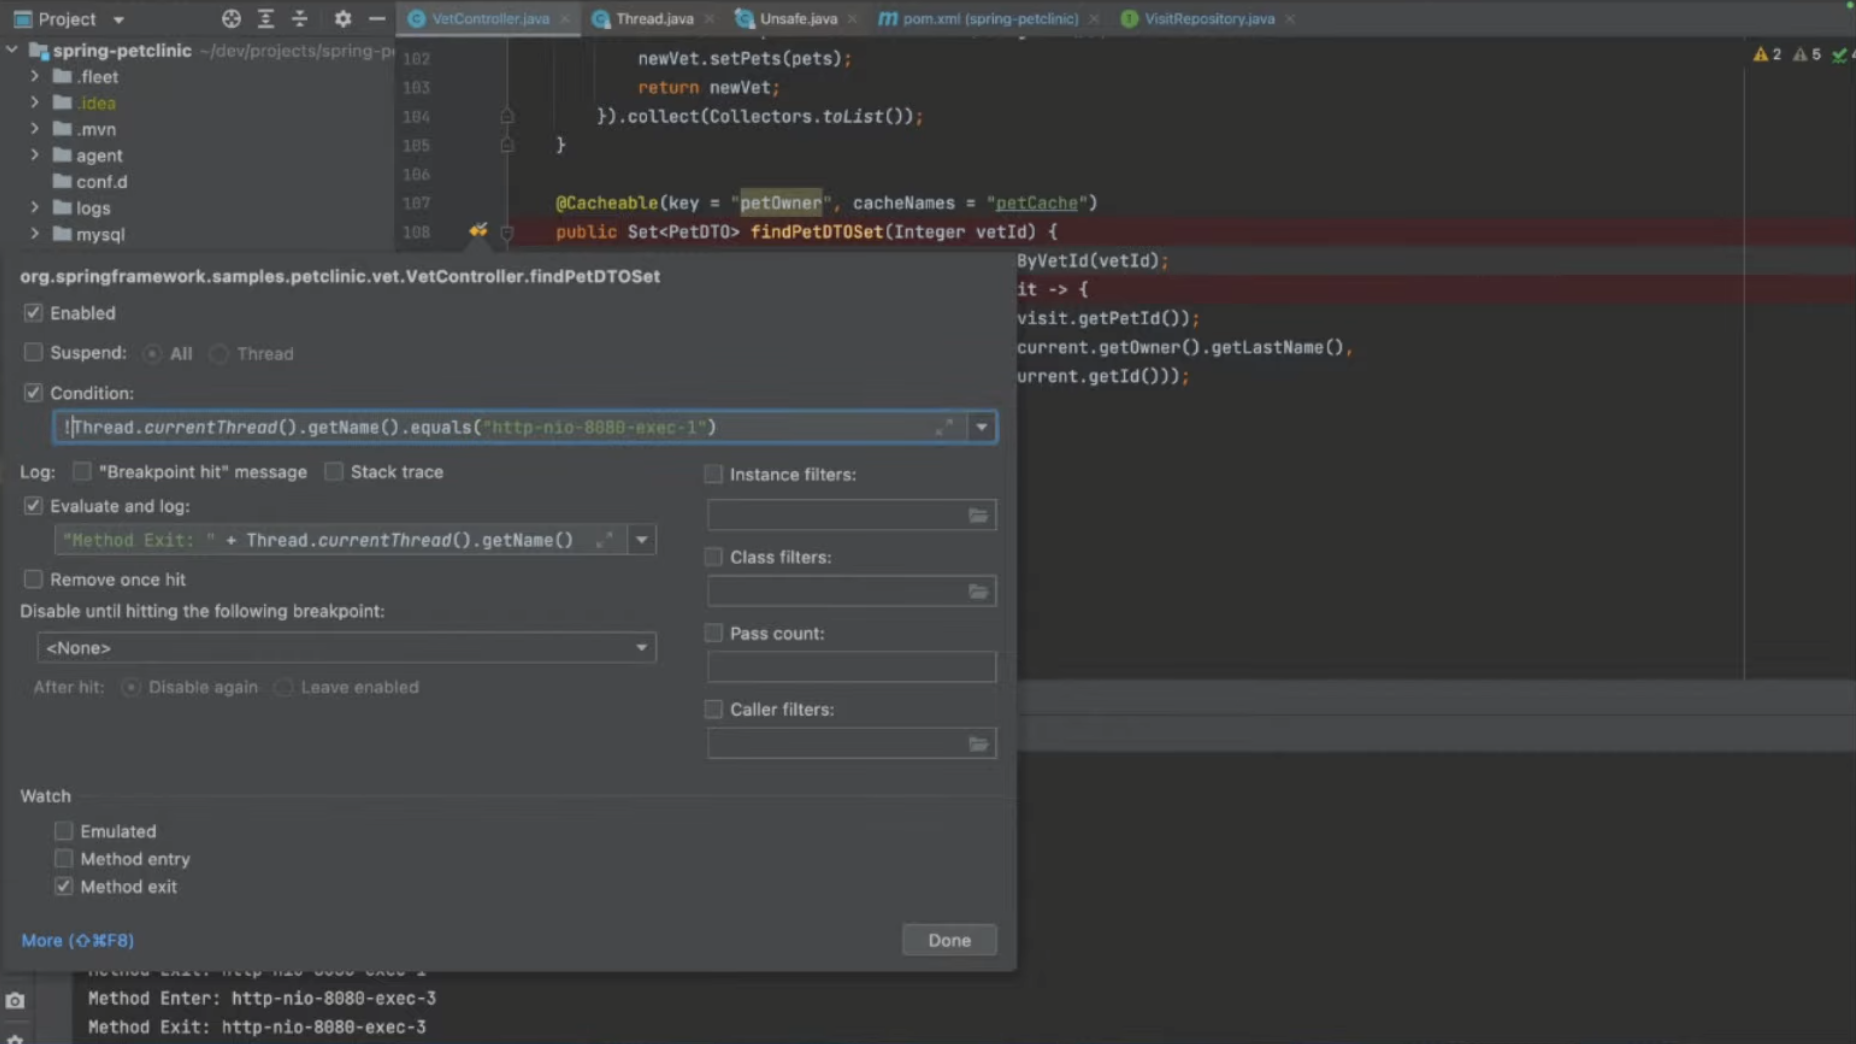 Project
VetController.java
Thread.java
Unsafe.java
pom.xml (spring-petclinic)
VisitRepository.java
spring-petclinic ~/dev/projects/spring-p
.fleet
.idea
.mvn
agent
conf.d
logs
mysql
2 5
102 newVet.setPets(pets);
103 return newVet;
104 }).collect(Collectors.toList());
105 }
106
107 @Cacheable(key = "petOwner", cacheNames = "petCache")
108 public Set<PetDTO> findPetDTOSet(Integer vetId) {
ByVetId(vetId);
it -> {
visit.getPetId());
current.getOwner().getLastName(),
urrent.getId()));
org.springframework.samples.petclinic.vet.VetController.findPetDTOSet
Enabled
Suspend: All Thread
Condition:
!Thread.currentThread().getName().equals("http-nio-8080-exec-1")
Log: "Breakpoint hit" message Stack trace
Evaluate and log:
"Method Exit: " + Thread.currentThread().getName()
Remove once hit
Disable until hitting the following breakpoint:
<None>
After hit: Disable again Leave enabled
Instance filters:
Class filters:
Pass count:
Caller filters:
Watch
Emulated
Method entry
Method exit
More (⇧⌘F8)
Done
Method Exit: http-nio-8080-exec-1
Method Enter: http-nio-8080-exec-3
Method Exit: http-nio-8080-exec-3